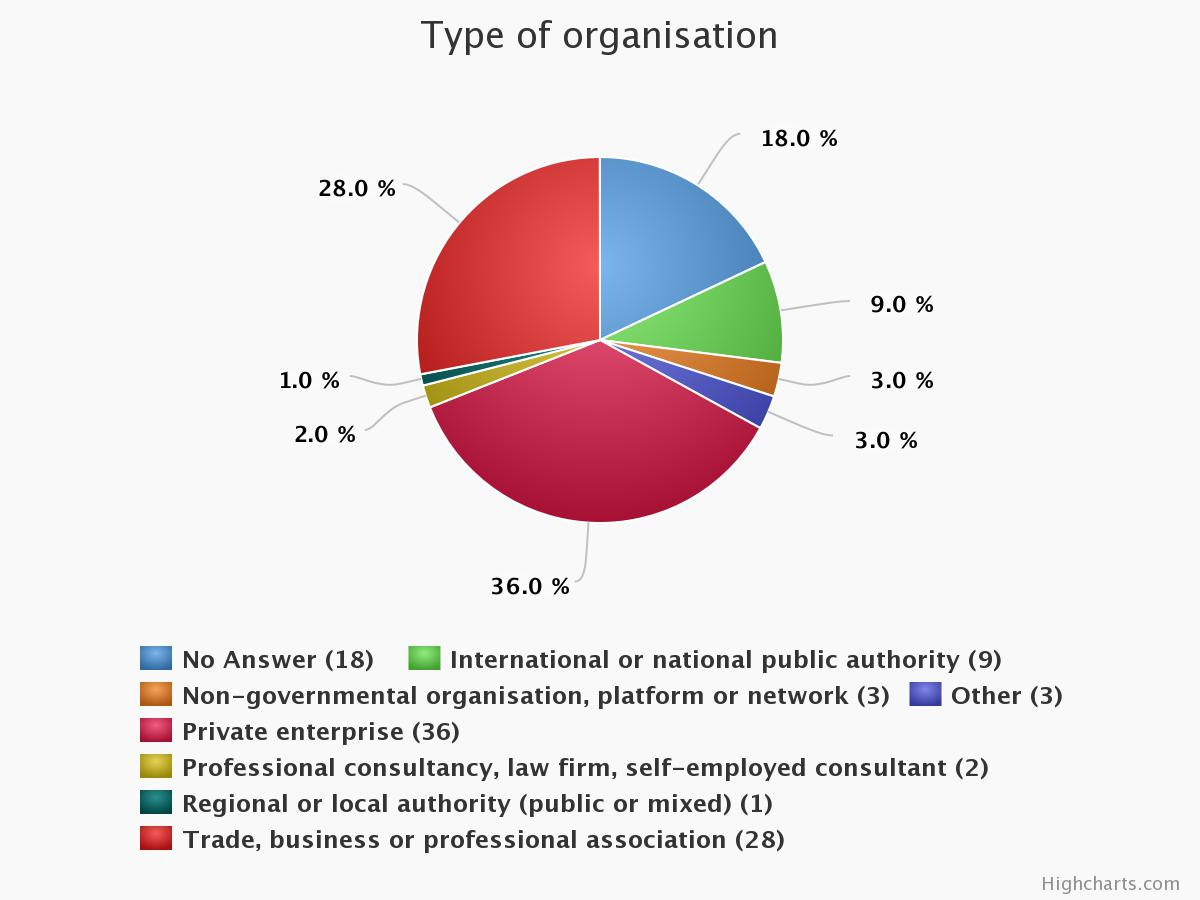 Type of organisation
18.0 %
28.0 %
9.0 %
1.0 %
3.0 %
2.0 %
3.0 %
36.0 %
No Answer (18) International or national public authority (9)
Non-governmental organisation, platform or network (3) Other (3)
Private enterprise (36)
Professional consultancy, law firm, self-employed consultant (2)
Regional or local authority (public or mixed) (1)
Trade, business or professional association (28)
Highcharts.com